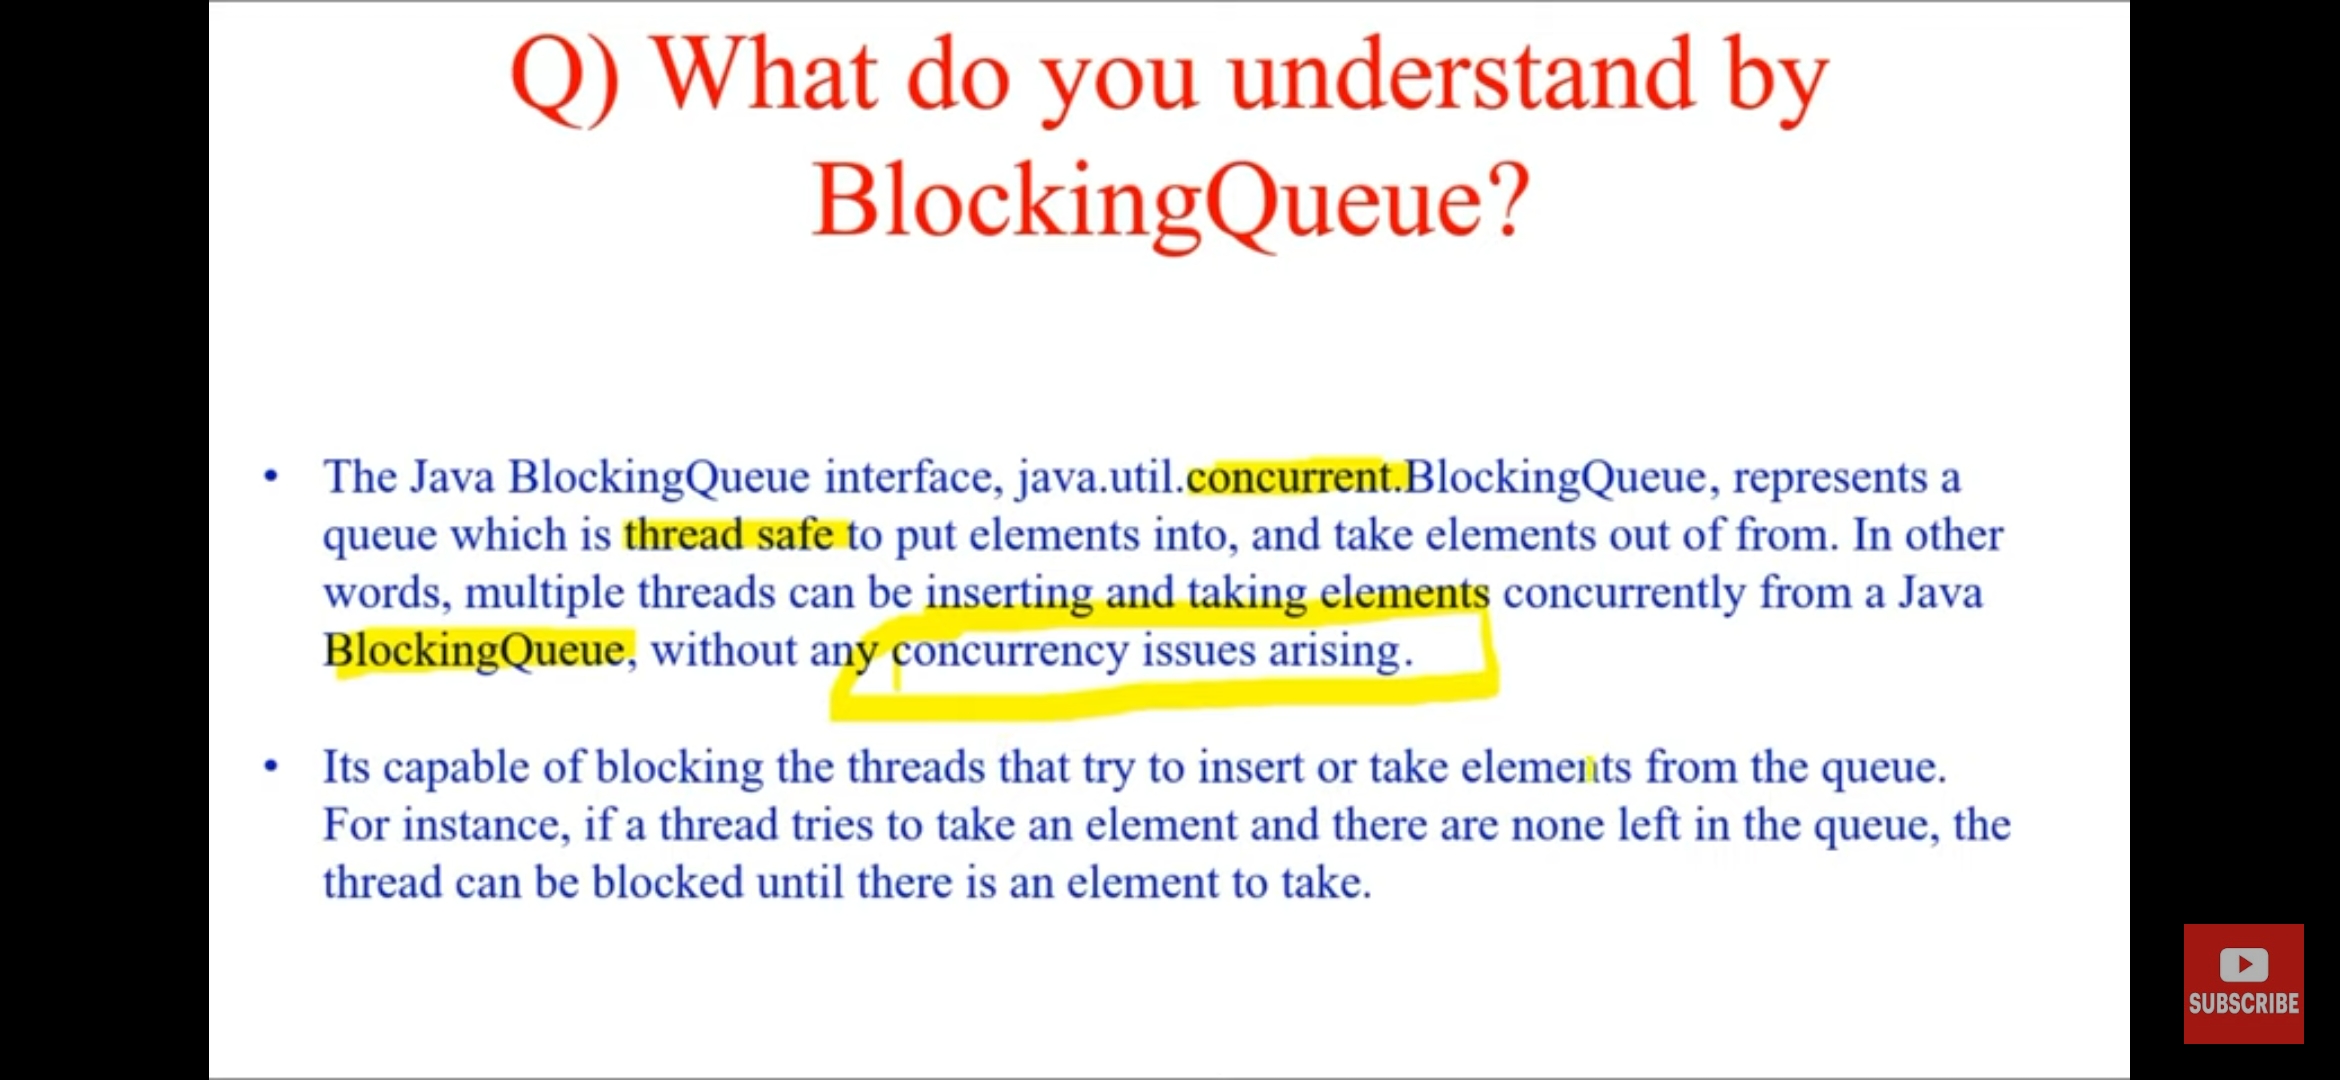 Q) What do you understand by
BlockingQueue?
• The Java BlockingQueue interface, java.util.concurrent.BlockingQueue, represents a
queue which is thread safe to put elements into, and take elements out of from. In other
words, multiple threads can be inserting and taking elements concurrently from a Java
BlockingQueue, without any concurrency issues arising.
• Its capable of blocking the threads that try to insert or take elements from the queue.
For instance, if a thread tries to take an element and there are none left in the queue, the
thread can be blocked until there is an element to take.
SUBSCRIBE